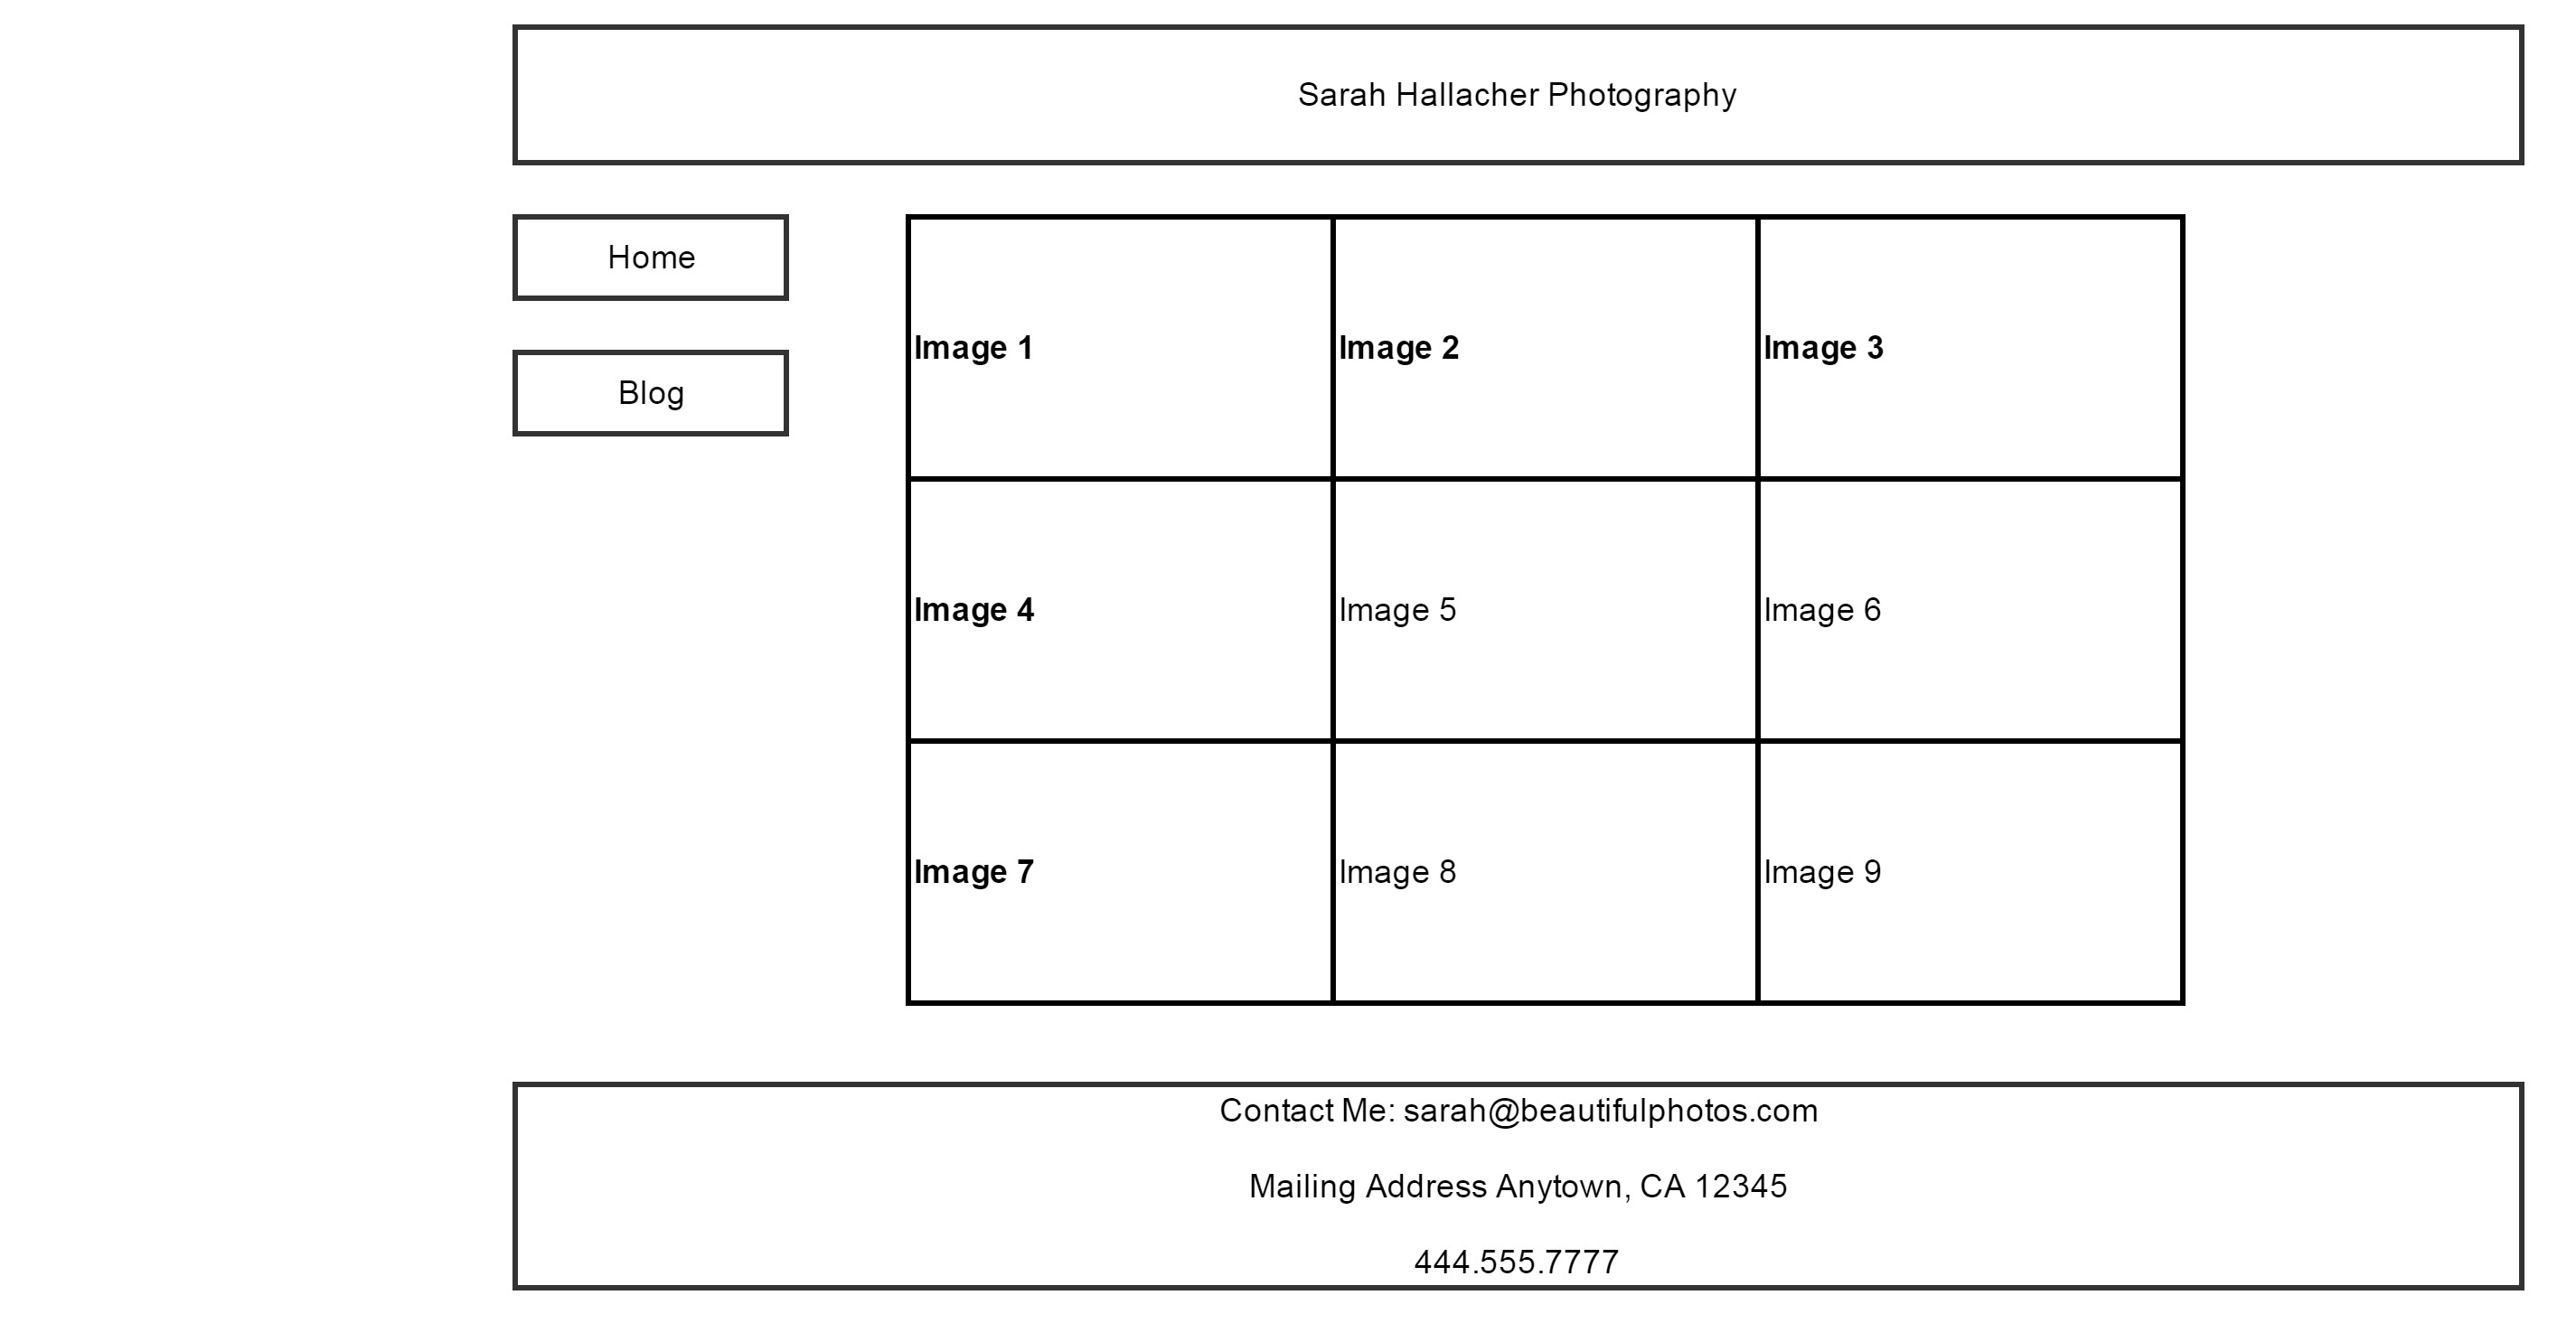 Sarah Hallacher Photography
Home
Blog
Image 1
Image 2
Image 3
Image 4
Image 5
Image 6
Image 7
Image 8
Image 9
Contact Me: sarah@beautifulphotos.com
Mailing Address Anytown, CA 12345
444.555.7777